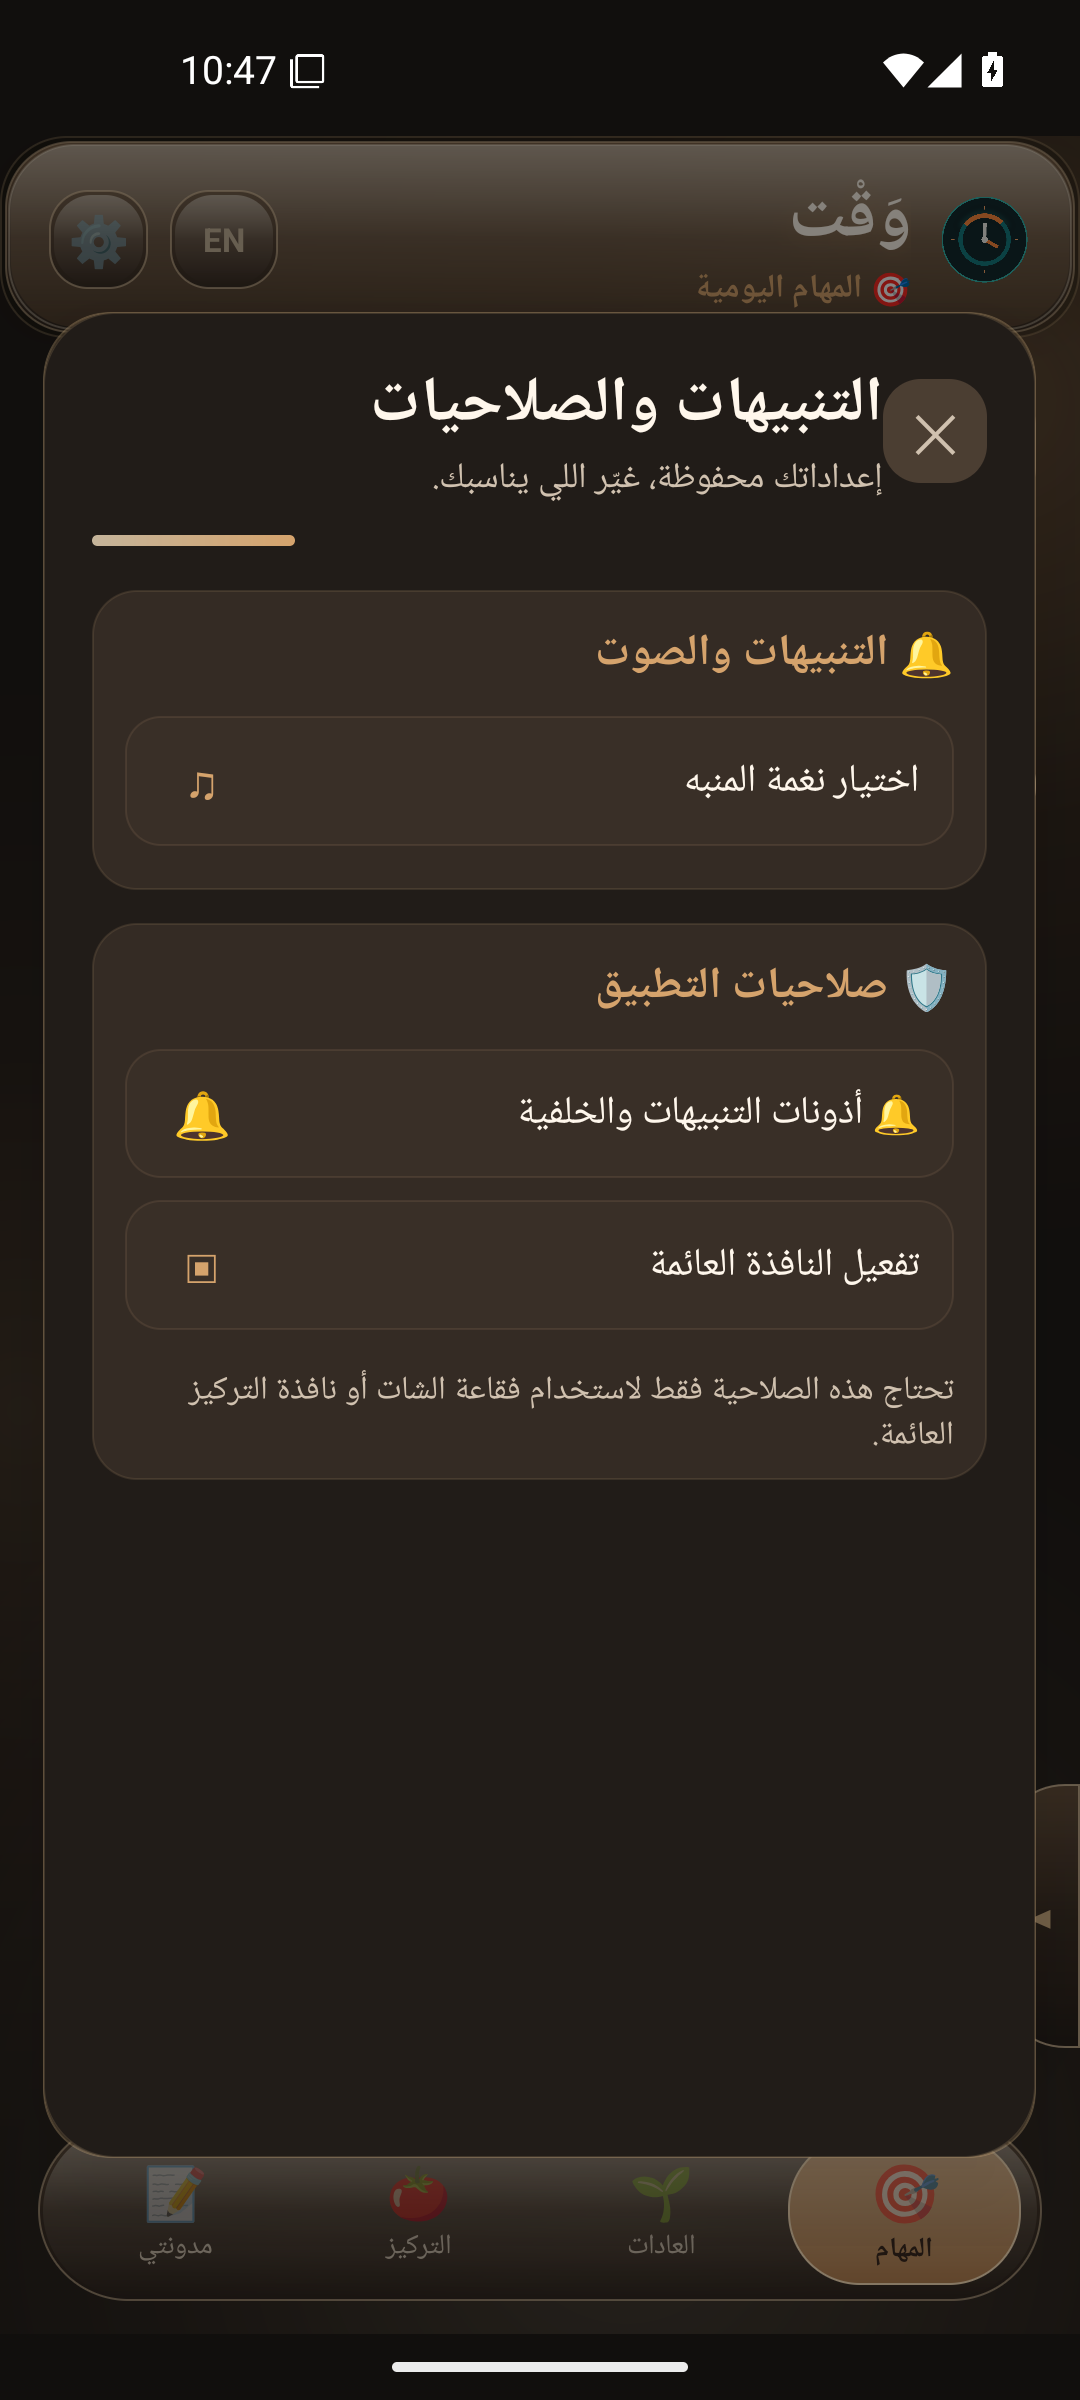 10:47
وَقْت
EN
🎯 المهام اليومية
التنبيهات والصلاحيات
إعداداتك محفوظة، غيّر اللي يناسبك.
🔔 التنبيهات والصوت
اختيار نغمة المنبه
🛡️ صلاحيات التطبيق
🔔 أذونات التنبيهات والخلفية
تفعيل النافذة العائمة
تحتاج هذه الصلاحية فقط لاستخدام فقاعة الشات أو نافذة التركيز
العائمة.
المهام
العادات
التركيز
مدونتي